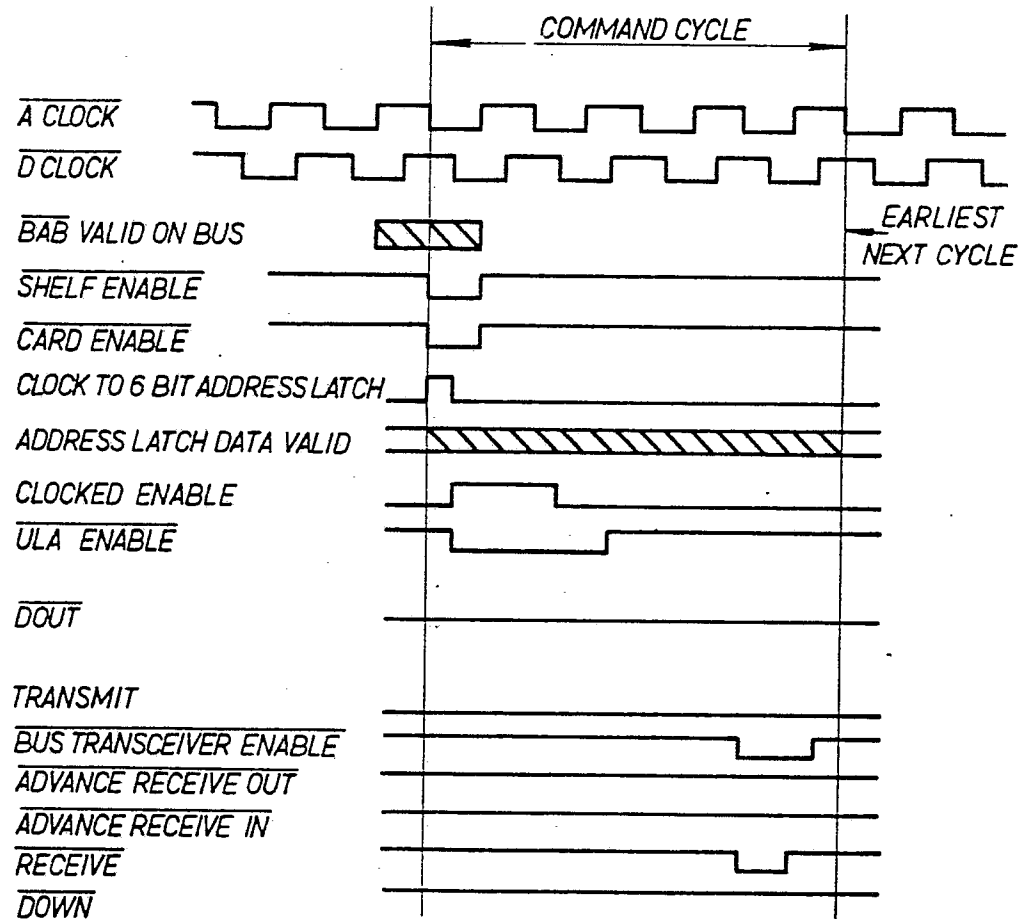 COMMAND CYCLE
A CLOCK
D CLOCK
BAB VALID ON BUS
EARLIEST
NEXT CYCLE
SHELF ENABLE
CARD ENABLE
CLOCK TO 6 BIT ADDRESS LATCH
ADDRESS LATCH DATA VALID
CLOCKED ENABLE
ULA ENABLE
DOUT
TRANSMIT
BUS TRANSCEIVER ENABLE
ADVANCE RECEIVE OUT
ADVANCE RECEIVE IN
RECEIVE
DOWN